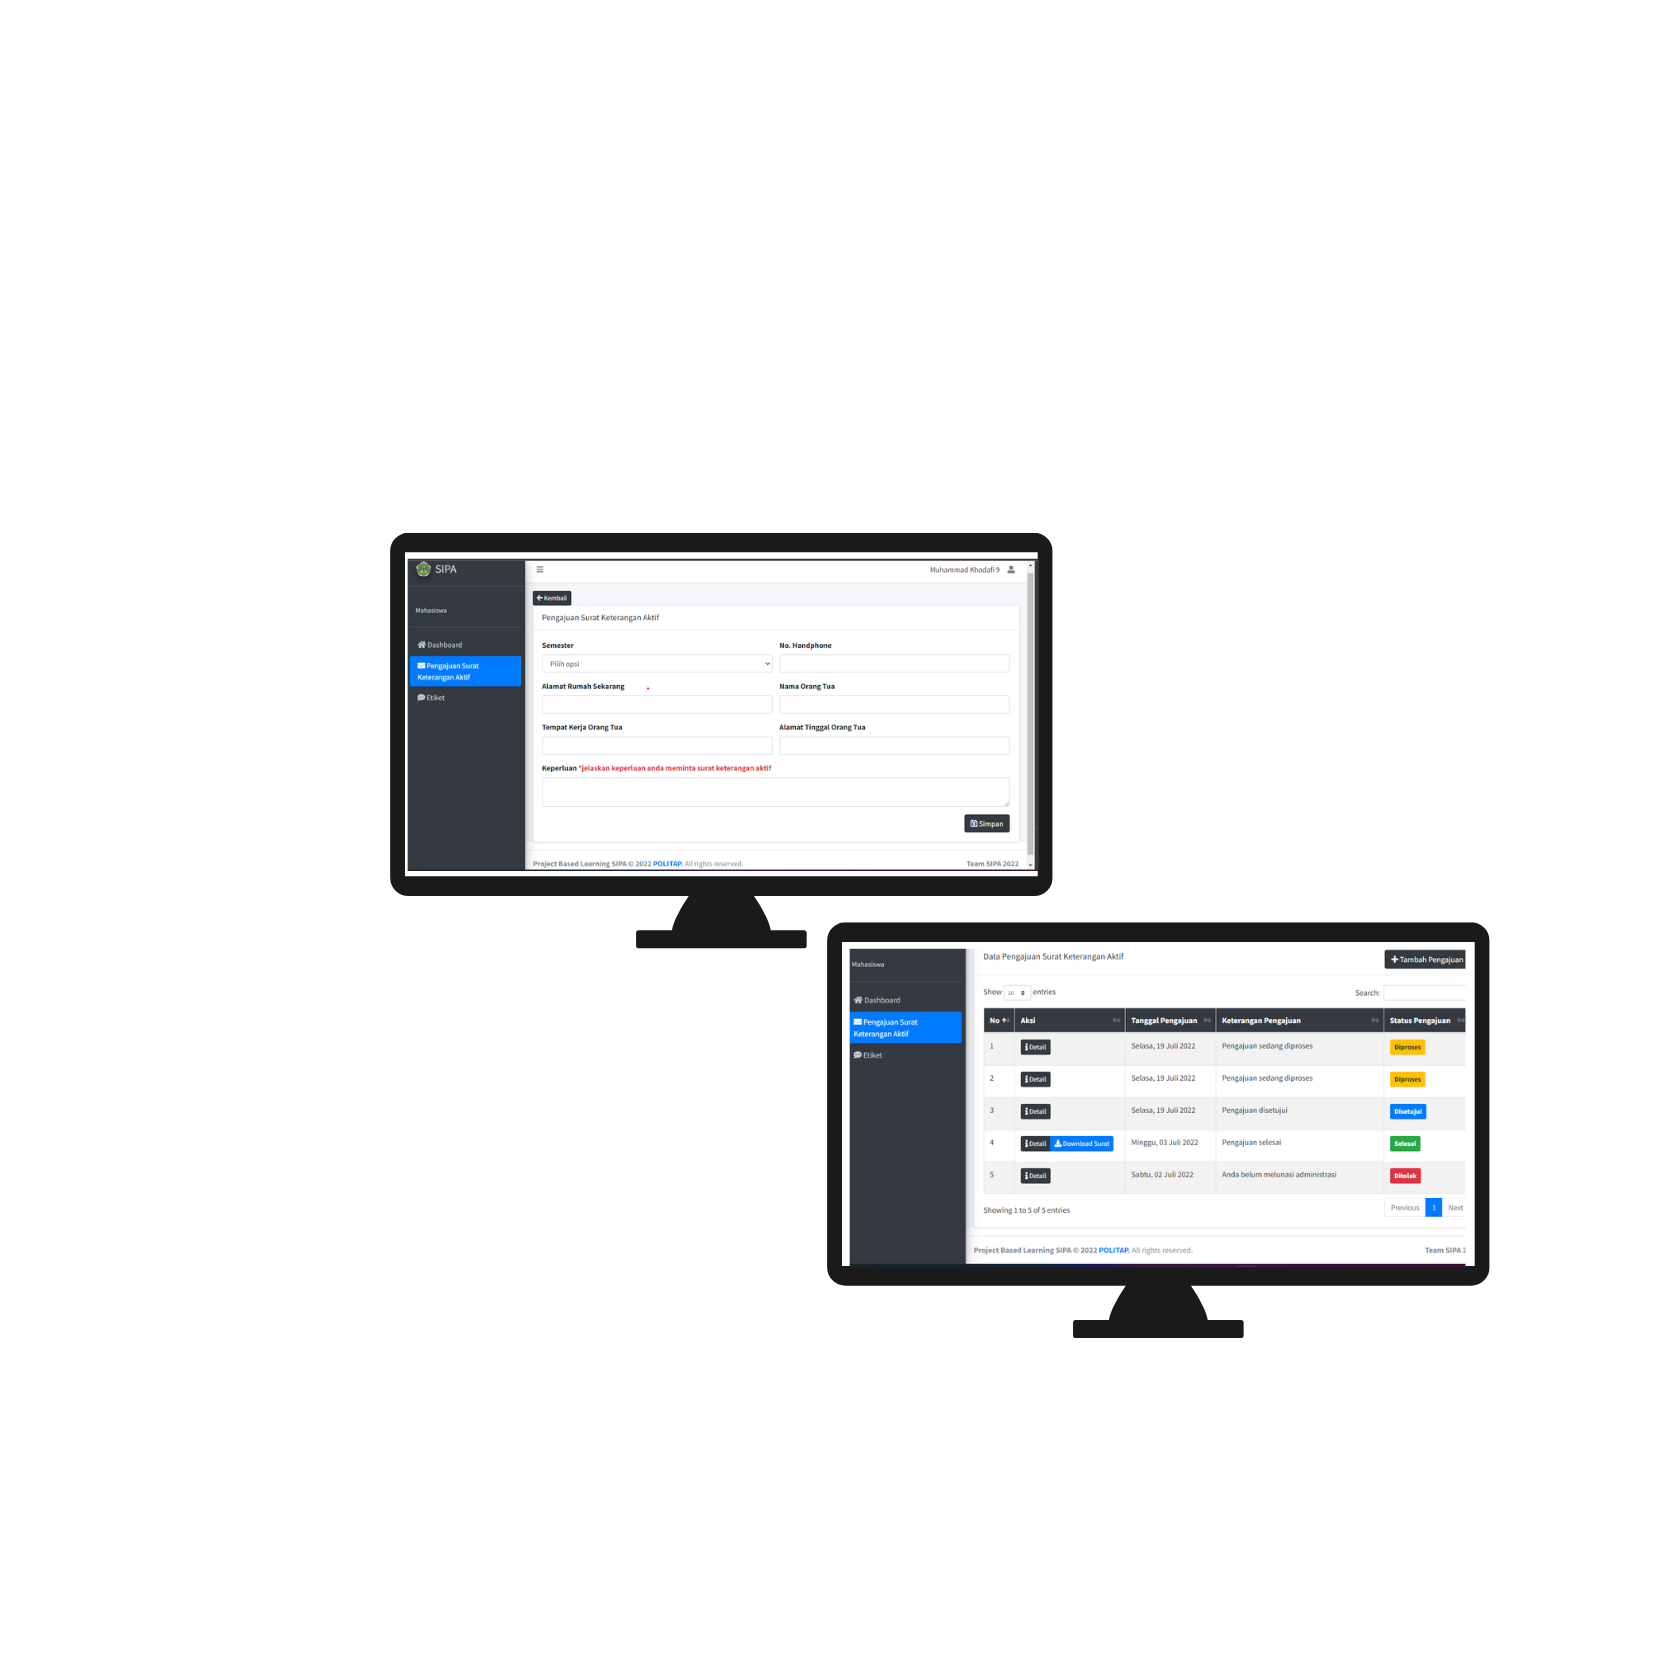 SIPA
Muhammad Khadafi 9
Mahasiswa
Dashboard
Pengajuan Surat
Keterangan Aktif
Etiket
Kembali
Pengajuan Surat Keterangan Aktif
Semester
No. Handphone
Pilih opsi
Alamat Rumah Sekarang
Nama Orang Tua
Tempat Kerja Orang Tua
Alamat Tinggal Orang Tua
Keperluan *jelaskan keperluan anda meminta surat keterangan aktif
Simpan
Project Based Learning SIPA © 2022 POLITAP. All rights reserved.
Team SIPA 2022
Mahasiswa
Dashboard
Pengajuan Surat
Keterangan Aktif
Etiket
Data Pengajuan Surat Keterangan Aktif
Tambah Pengajuan
Show 10 entries
Search:
No Aksi Tanggal Pengajuan Keterangan Pengajuan Status Pengajuan
1 Detail Selasa, 19 Juli 2022 Pengajuan sedang diproses Diproses
2 Detail Selasa, 19 Juli 2022 Pengajuan sedang diproses Diproses
3 Detail Selasa, 19 Juli 2022 Pengajuan disetujui Disetujui
4 Detail Download Surat Minggu, 03 Juli 2022 Pengajuan selesai Selesai
5 Detail Sabtu, 02 Juli 2022 Anda belum melunasi administrasi Ditolak
Showing 1 to 5 of 5 entries
Previous 1 Next
Project Based Learning SIPA © 2022 POLITAP. All rights reserved.
Team SIPA 2